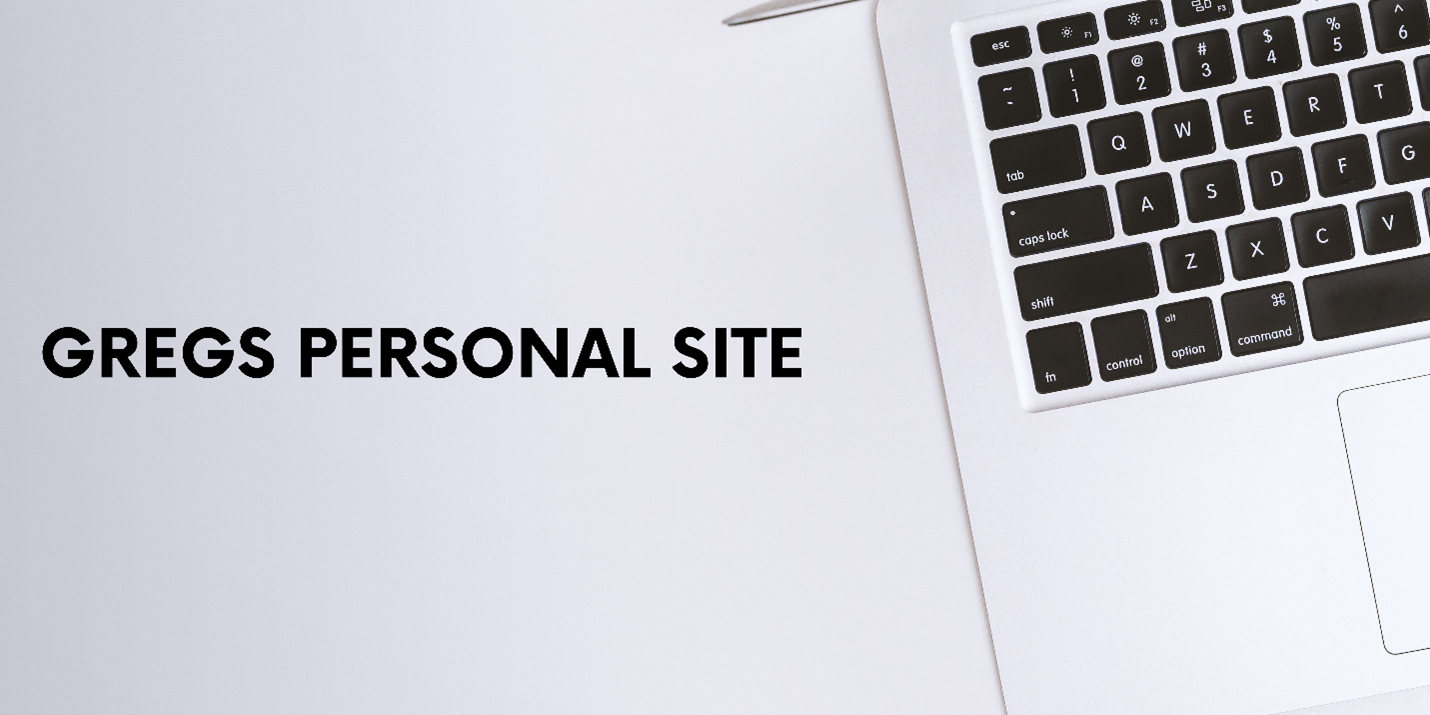 GREGS PERSONAL SITE
esc F1 F2 F3
~ ! @ # $ % ^
` 1 2 3 4 5 6
tab Q W E R T
caps lock A S D F G
shift Z X C V
fn control alt option ⌘ command